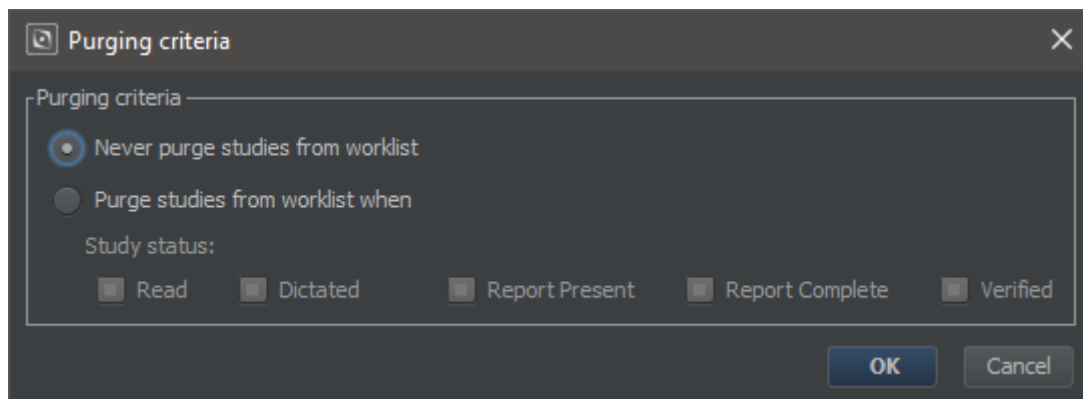 Purging criteria
Purging criteria
Never purge studies from worklist
Purge studies from worklist when
Study status:
Read Dictated Report Present Report Complete Verified
OK Cancel